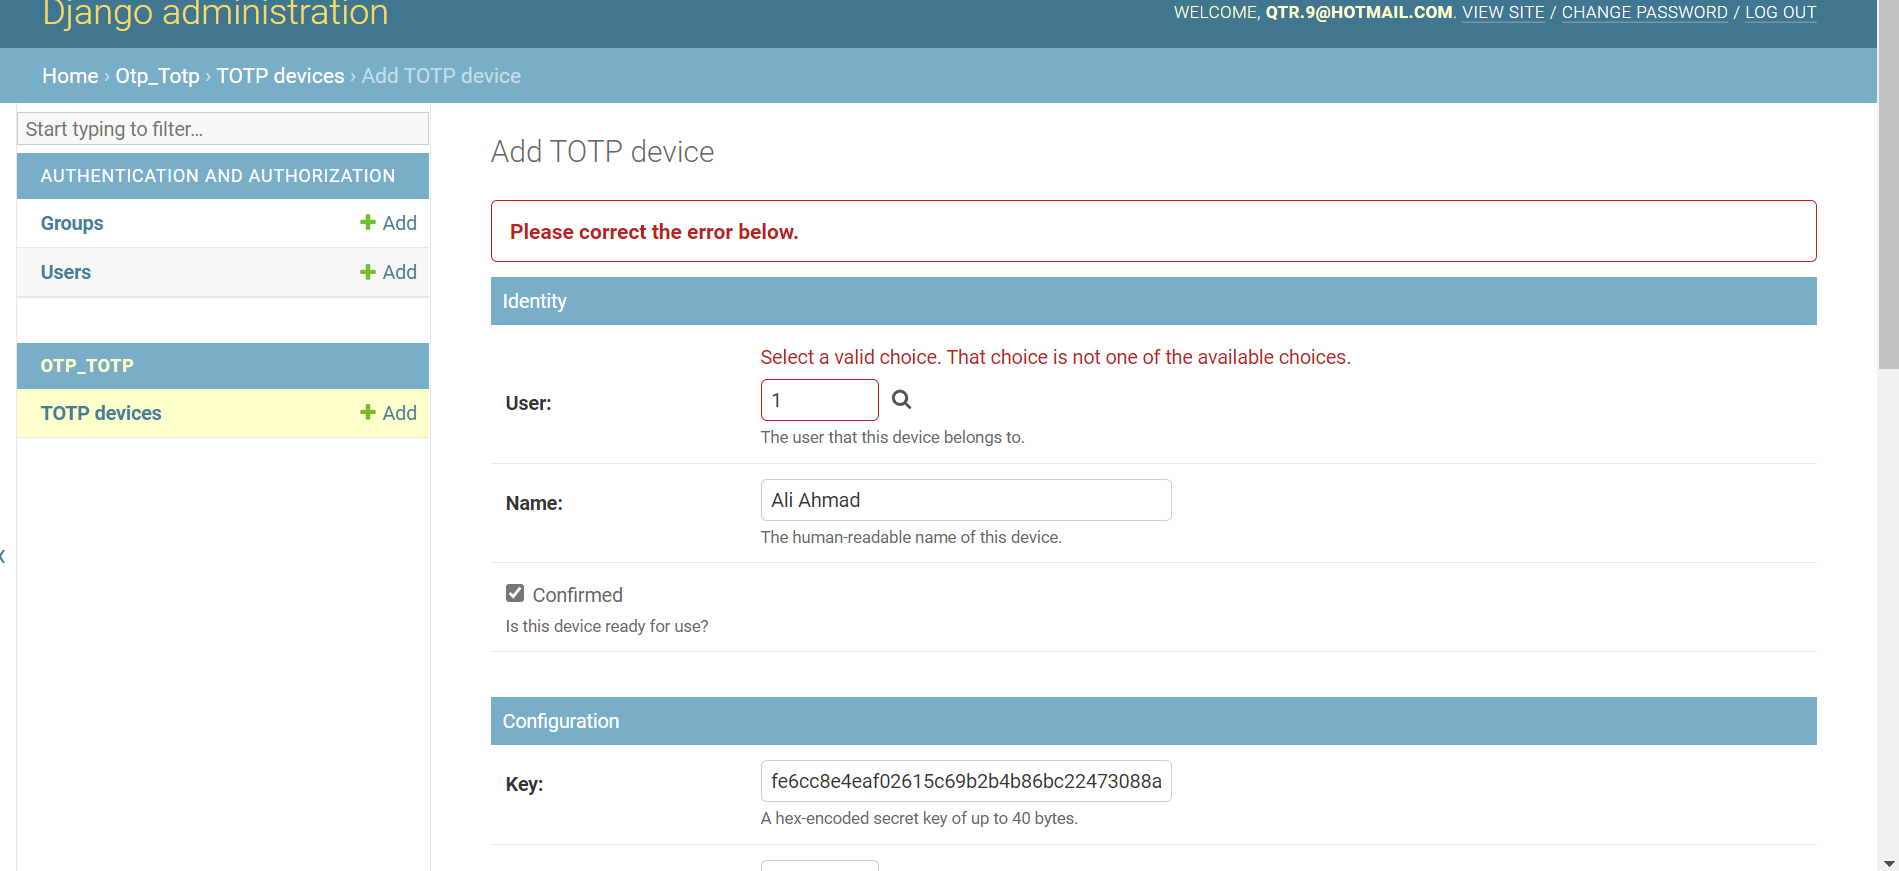 Django administration
WELCOME, QTR.9@HOTMAIL.COM. VIEW SITE / CHANGE PASSWORD / LOG OUT
Home › Otp_Totp › TOTP devices › Add TOTP device
Start typing to filter...
AUTHENTICATION AND AUTHORIZATION
Groups
Add
Users
Add
OTP_TOTP
TOTP devices
Add
Add TOTP device
Please correct the error below.
Identity
Select a valid choice. That choice is not one of the available choices.
User:
1
The user that this device belongs to.
Name:
Ali Ahmad
The human-readable name of this device.
Confirmed
Is this device ready for use?
Configuration
Key:
fe6cc8e4eaf02615c69b2b4b86bc22473088a
A hex-encoded secret key of up to 40 bytes.